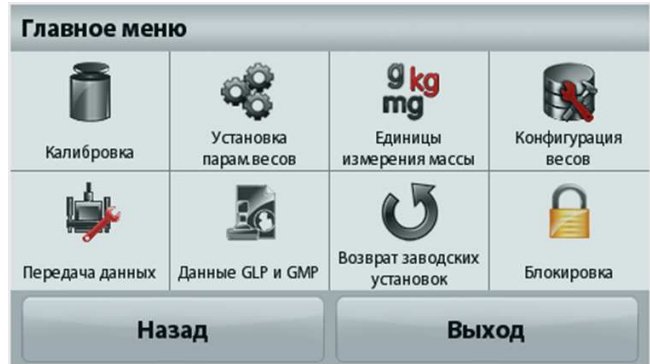 Главное меню
Калибровка
Установка
парам.весов
g kg
mg
Единицы
измерения массы
Конфигурация
весов
Передача данных
Данные GLP и GMP
Возврат заводских
установок
Блокировка
Назад
Выход